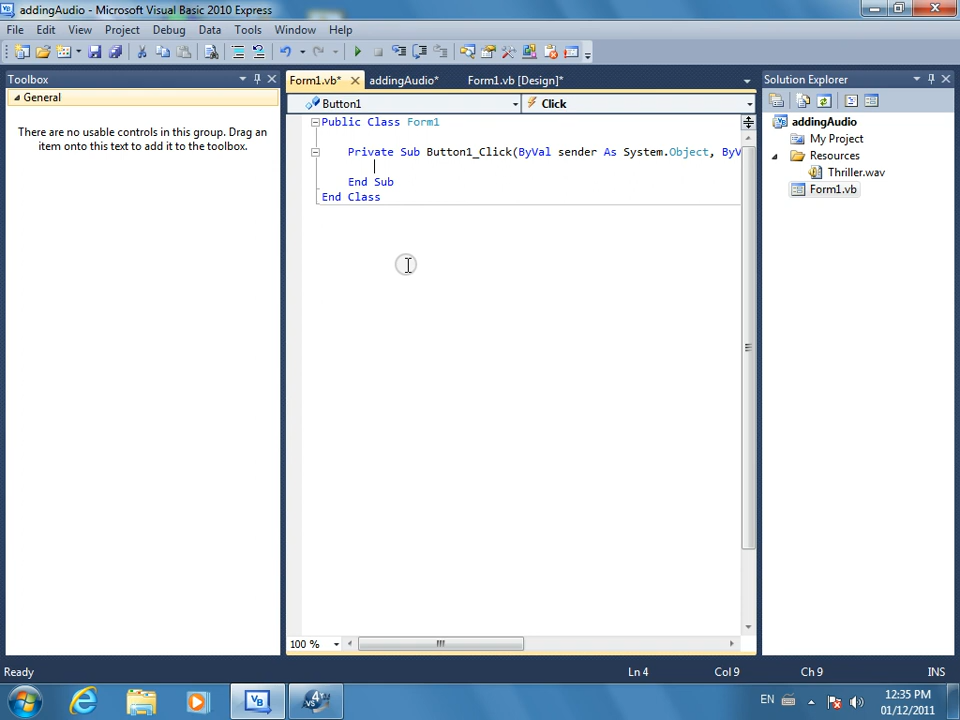 addingAudio - Microsoft Visual Basic 2010 Express
File Edit View Project Debug Data Tools Window Help
Toolbox
General
There are no usable controls in this group. Drag an
item onto this text to add it to the toolbox.
Form1.vb* addingAudio* Form1.vb [Design]*
Button1 Click
Public Class Form1
Private Sub Button1_Click(ByVal sender As System.Object, ByV
End Sub
End Class
100 %
Solution Explorer
addingAudio
My Project
Resources
Thriller.wav
Form1.vb
Ready Ln 4 Col 9 Ch 9 INS
VB
EN
12:35 PM
01/12/2011